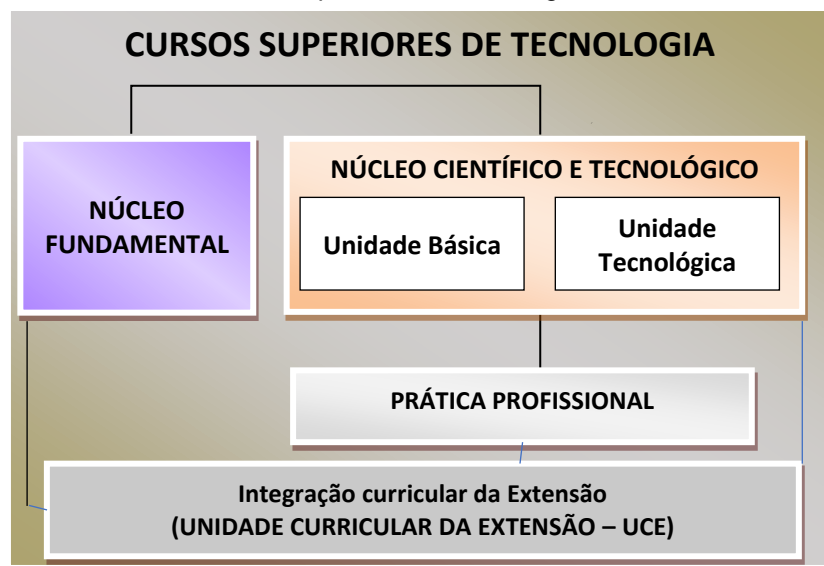 CURSOS SUPERIORES DE TECNOLOGIA
NÚCLEO
FUNDAMENTAL
NÚCLEO CIENTÍFICO E TECNOLÓGICO
Unidade Básica
Unidade
Tecnológica
PRÁTICA PROFISSIONAL
Integração curricular da Extensão
(UNIDADE CURRICULAR DA EXTENSÃO – UCE)